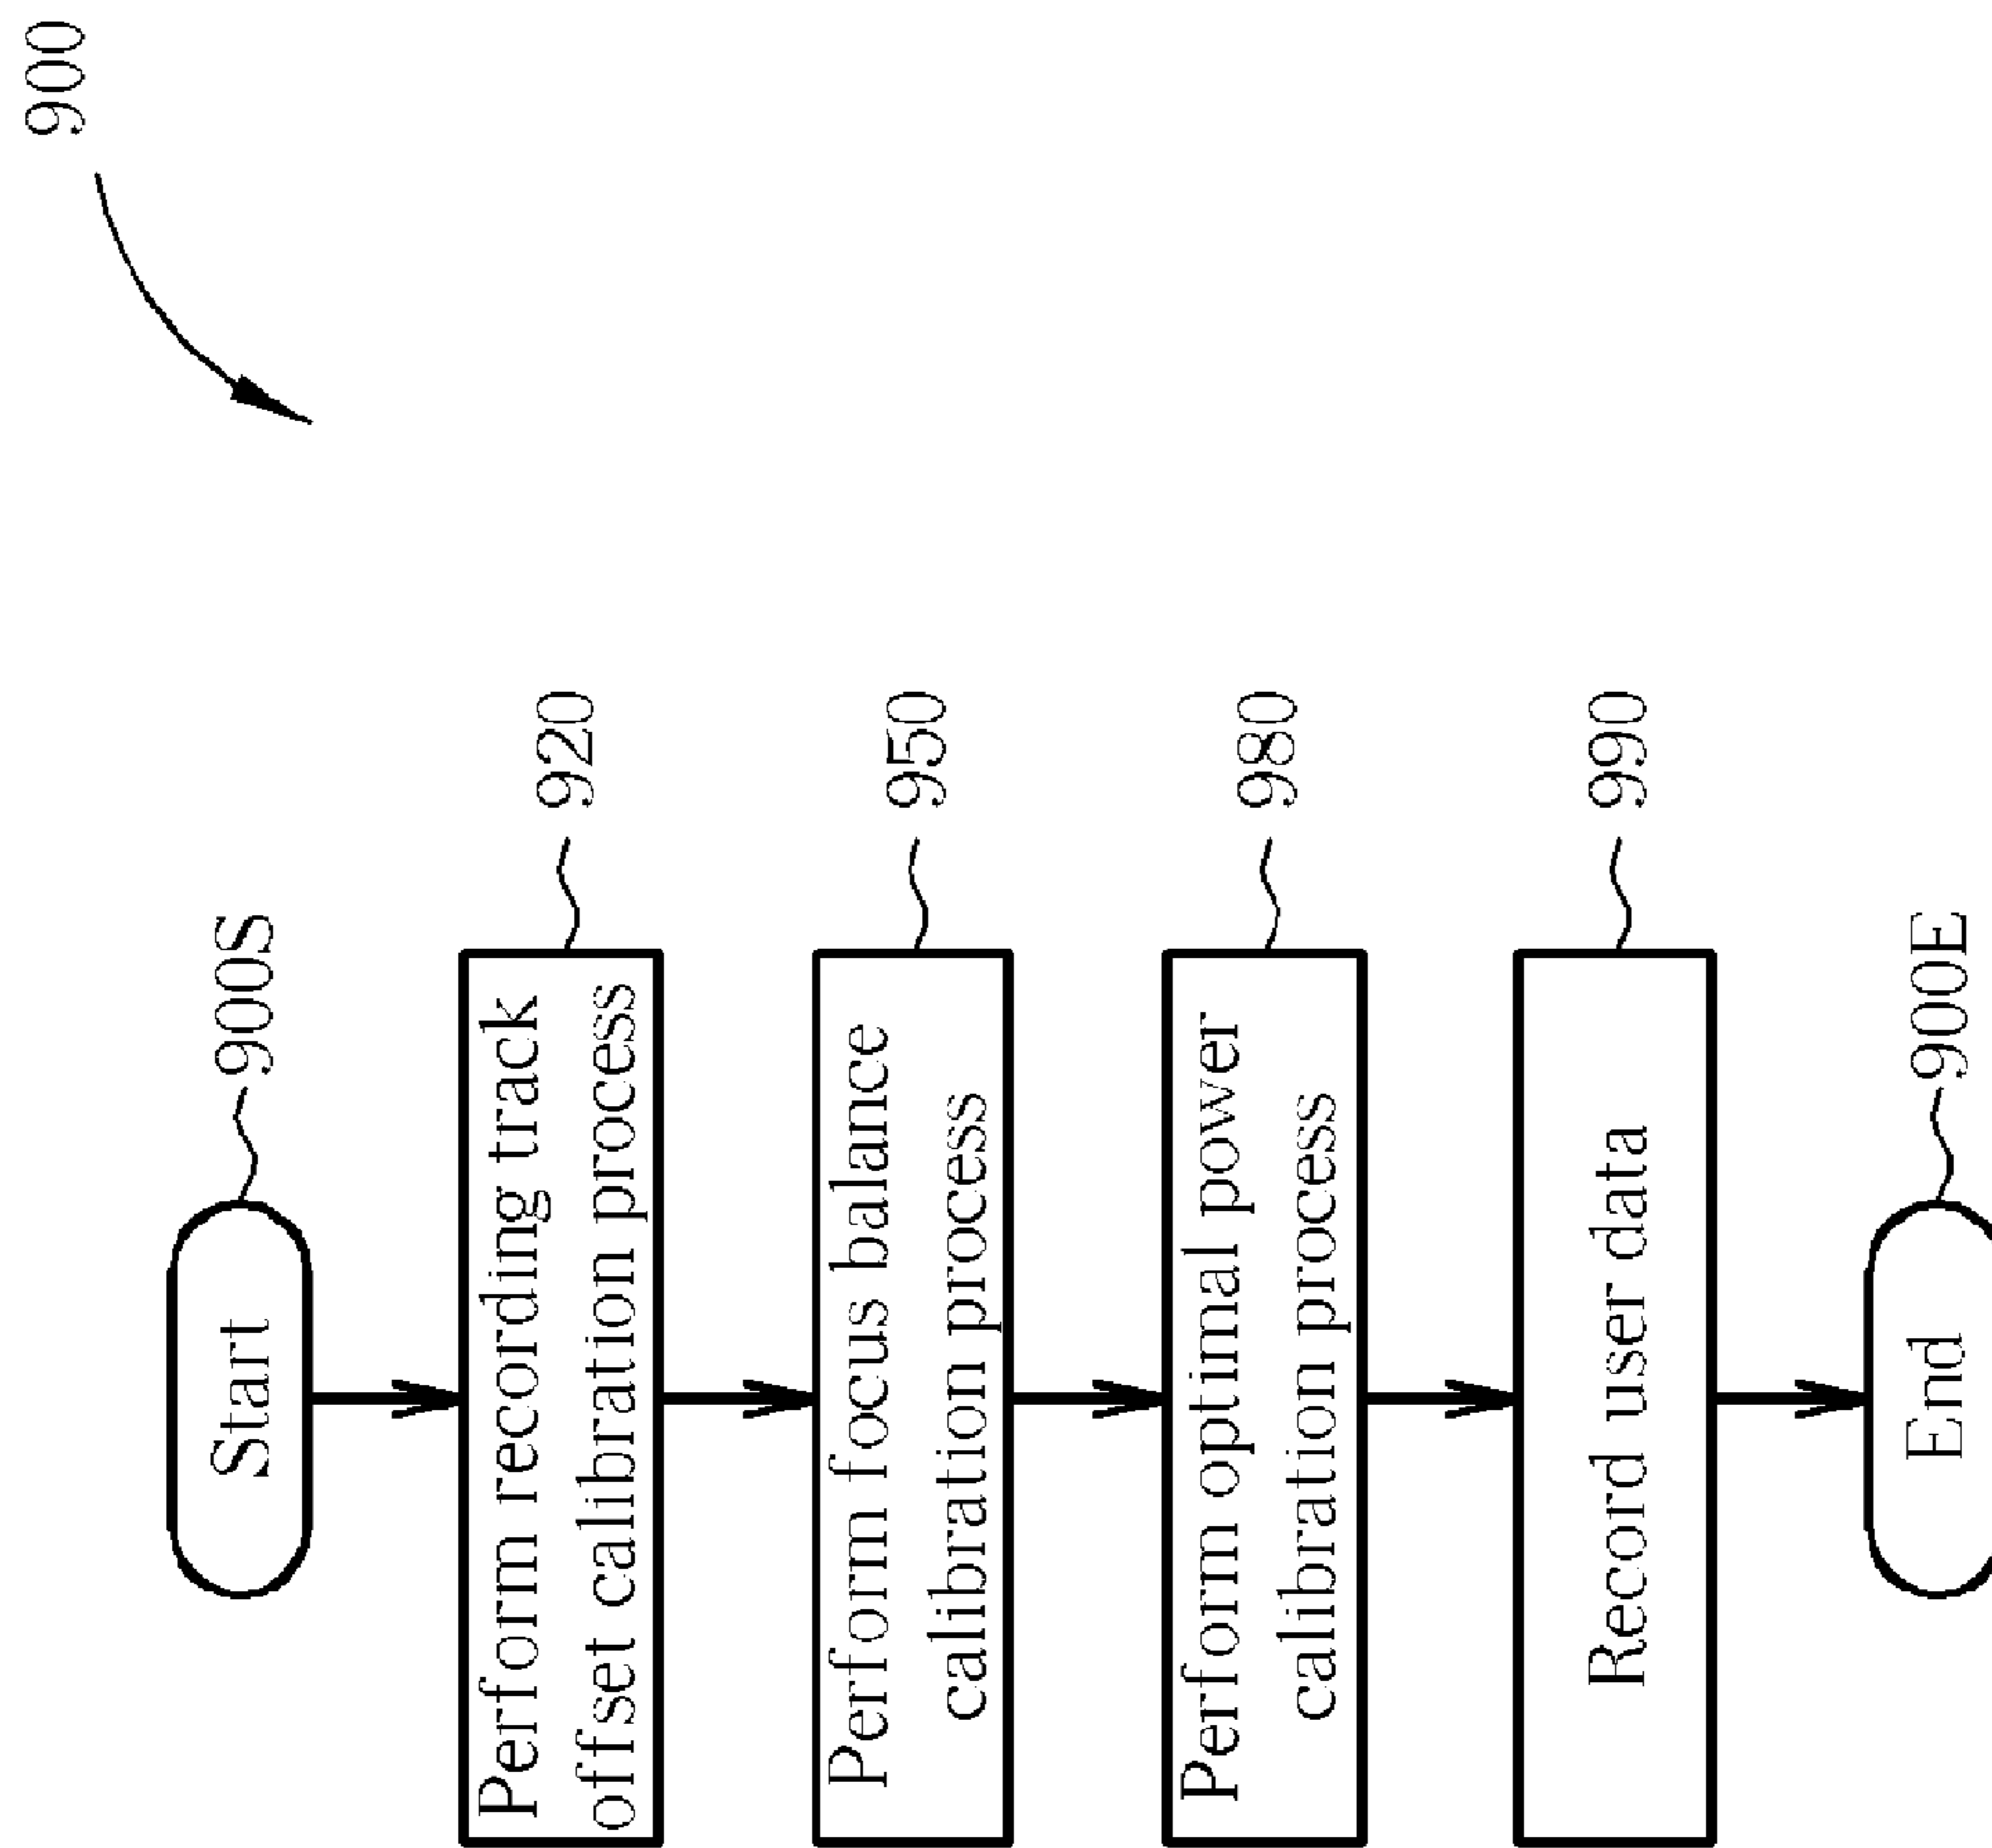 900
Start
900S
Perform recording track
offset calibration process
920
Perform focus balance
calibration process
950
Perform optimal power
calibration process
980
Record user data
990
End
900E